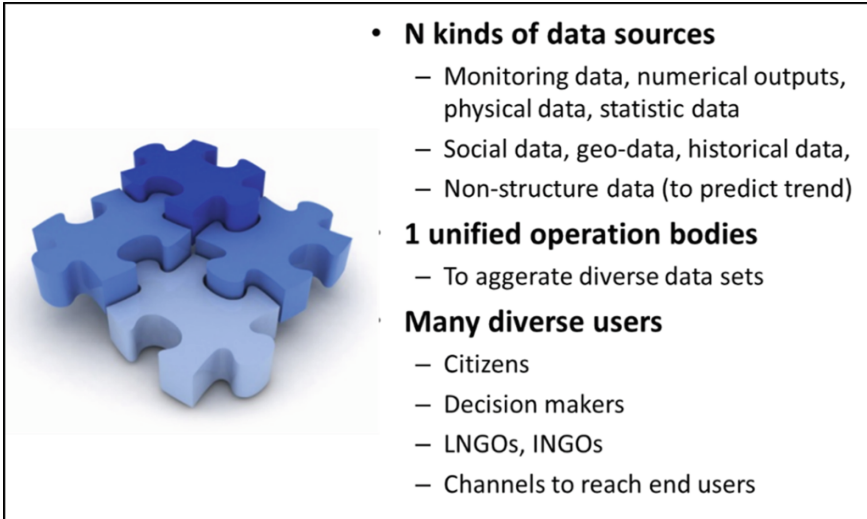 • N kinds of data sources
– Monitoring data, numerical outputs,
physical data, statistic data
– Social data, geo-data, historical data,
– Non-structure data (to predict trend)
1 unified operation bodies
– To aggerate diverse data sets
Many diverse users
– Citizens
– Decision makers
– LNGOs, INGOs
– Channels to reach end users